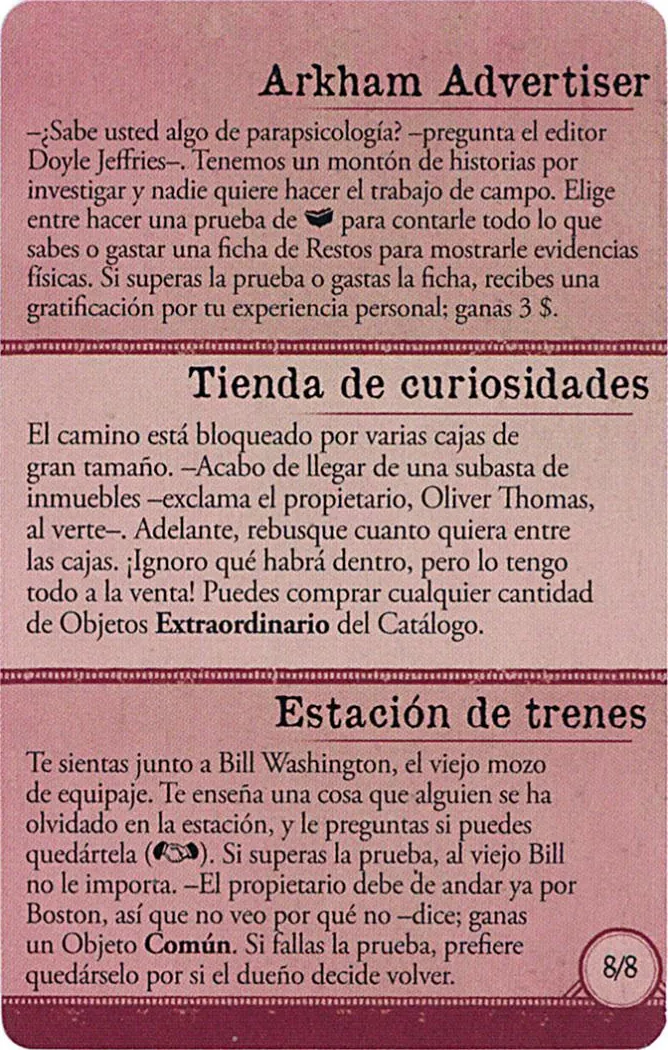 Arkham Advertiser
–¿Sabe usted algo de parapsicología? –pregunta el editor
Doyle Jeffries–. Tenemos un montón de historias por
investigar y nadie quiere hacer el trabajo de campo. Elige
entre hacer una prueba de para contarle todo lo que
sabes o gastar una ficha de Restos para mostrarle evidencias
físicas. Si superas la prueba o gastas la ficha, recibes una
gratificación por tu experiencia personal; ganas 3 $.
Tienda de curiosidades
El camino está bloqueado por varias cajas de
gran tamaño. –Acabo de llegar de una subasta de
inmuebles –exclama el propietario, Oliver Thomas,
al verte–. Adelante, rebusque cuanto quiera entre
las cajas. ¡Ignoro qué habrá dentro, pero lo tengo
todo a la venta! Puedes comprar cualquier cantidad
de Objetos Extraordinario del Catálogo.
Estación de trenes
Te sientas junto a Bill Washington, el viejo mozo
de equipaje. Te enseña una cosa que alguien se ha
olvidado en la estación, y le preguntas si puedes
quedártela (). Si superas la prueba, al viejo Bill
no le importa. –El propietario debe de andar ya por
Boston, así que no veo por qué no –dice; ganas
un Objeto Común. Si fallas la prueba, prefiere
quedárselo por si el dueño decide volver.
8/8